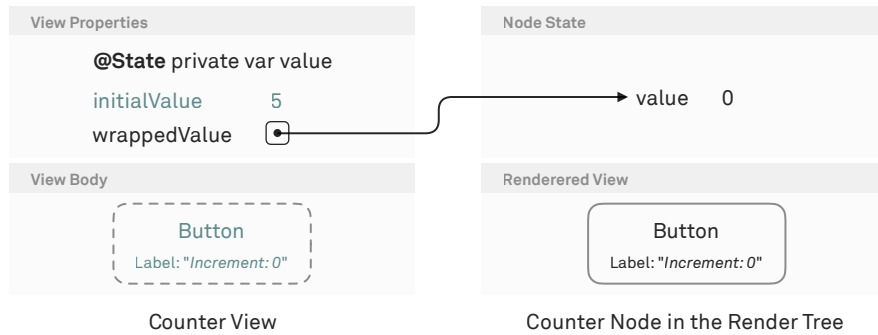 View Properties
@State private var value
initialValue 5
wrappedValue
Node State
value 0
View Body
Button
Label: "Increment: 0"
Renderered View
Button
Label: "Increment: 0"
Counter View
Counter Node in the Render Tree